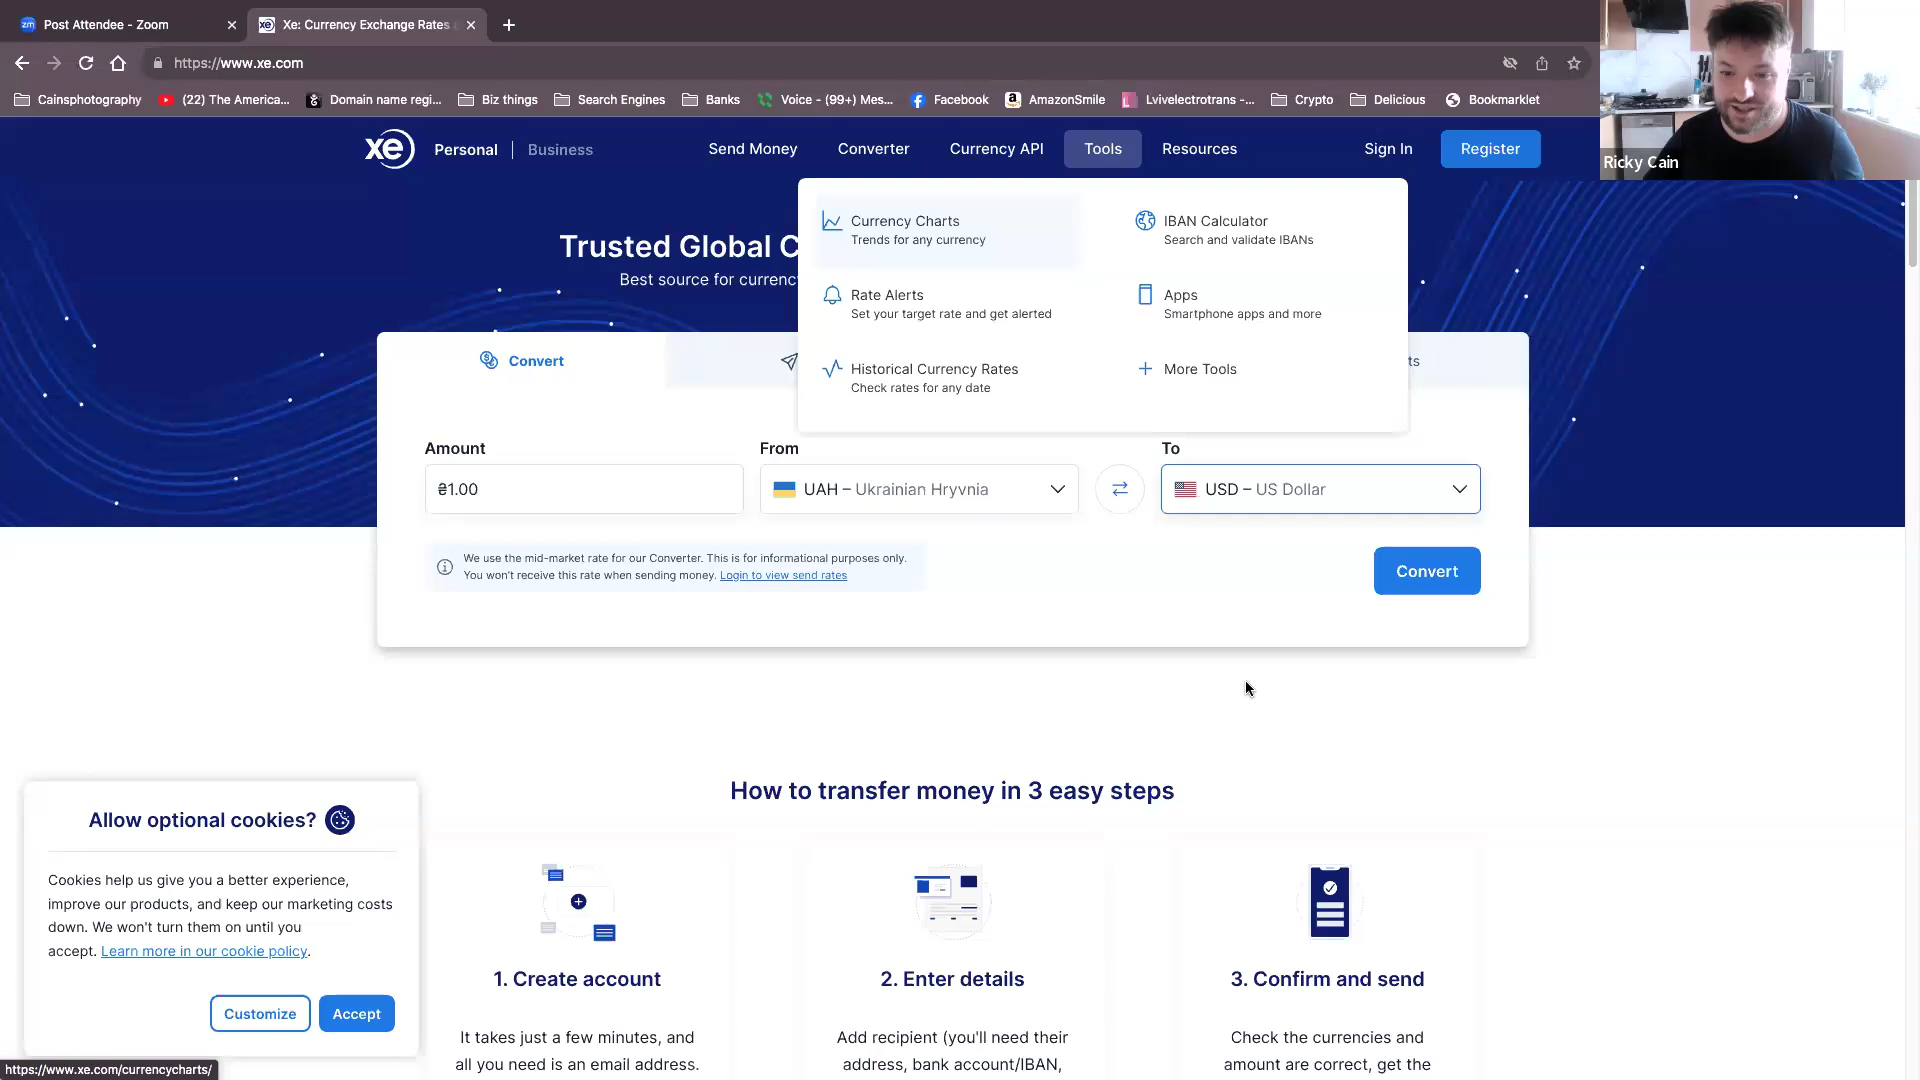 zm Post Attendee - Zoom
xe Xe: Currency Exchange Rates
https://www.xe.com
Cainsphotography
(22) The America...
Domain name regi...
Biz things
Search Engines
Banks
Voice - (99+) Mes...
Facebook
AmazonSmile
Lvivelectrotrans -...
Crypto
Delicious
Bookmarklet
Ricky Cain
xe
Personal
Business
Send Money
Converter
Currency API
Tools
Resources
Sign In
Register
Currency Charts
Trends for any currency
IBAN Calculator
Search and validate IBANs
Rate Alerts
Set your target rate and get alerted
Apps
Smartphone apps and more
Historical Currency Rates
Check rates for any date
More Tools
Trusted Global C
Best source for currenc
Convert
ts
Amount
From
To
₴1.00
UAH – Ukrainian Hryvnia
USD – US Dollar
We use the mid-market rate for our Converter. This is for informational purposes only.
You won't receive this rate when sending money. Login to view send rates
Convert
How to transfer money in 3 easy steps
1. Create account
It takes just a few minutes, and
all you need is an email address.
2. Enter details
Add recipient (you'll need their
address, bank account/IBAN,
3. Confirm and send
Check the currencies and
amount are correct, get the
Allow optional cookies?
Cookies help us give you a better experience,
improve our products, and keep our marketing costs
down. We won't turn them on until you
accept. Learn more in our cookie policy.
Customize
Accept
https://www.xe.com/currencycharts/